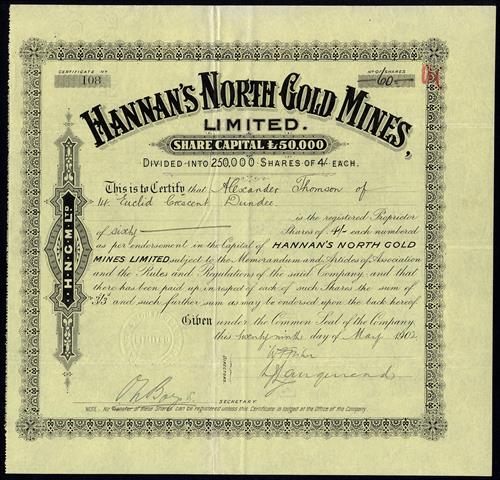 CERTIFICATE No
108
No OF SHARES
60
HANNAN'S NORTH GOLD MINES,
LIMITED.
SHARE CAPITAL £50,000
DIVIDED INTO 250,000 SHARES OF 4/- EACH.
This is to Certify that Alexander Thomson of
14. Euclid Crescent Dundee.
is the registered Proprietor
of sixty Shares of 4/- each numbered
as per endorsement in the Capital of HANNAN'S NORTH GOLD
MINES LIMITED subject to the Memorandum and Articles of Association
and the Rules and Regulations of the said Company, and that
there has been paid up in respect of each of such Shares the sum of
and such further sum as may be endorsed upon the back hereof
Given under the Common Seal of the Company
this twenty ninth day of May 1902
H.N.G.M. LD.
DIRECTORS
SECRETARY.
NOTE. No transfer of these Shares can be registered unless this Certificate is lodged at the Office of the Company.